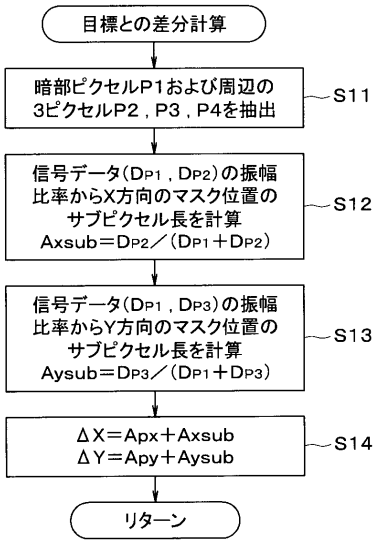 目標との差分計算
暗部ピクセルP1および周辺の
3ピクセルP2，P3，P4を抽出
S11
信号データ(DP1，DP2)の振幅
比率からX方向のマスク位置の
サブピクセル長を計算
Axsub＝DP2／(DP1＋DP2)
S12
信号データ(DP1，DP3)の振幅
比率からY方向のマスク位置の
サブピクセル長を計算
Aysub＝DP3／(DP1＋DP3)
S13
ΔX＝Apx＋Axsub
ΔY＝Apy＋Aysub
S14
リターン